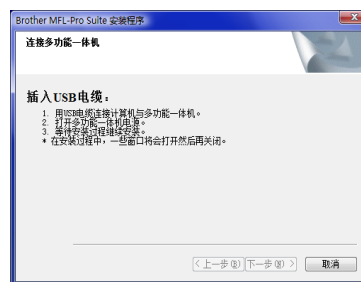 Brother MFL-Pro Suite 安装程序
连接多功能一体机
插入USB电缆：
1. 用USB电缆连接计算机与多功能一体机。
2. 打开多功能一体机电源。
3. 等待安装过程继续安装。
* 在安装过程中，一些窗口将会打开然后再关闭。
< 上一步(B) 下一步(N) > 取消